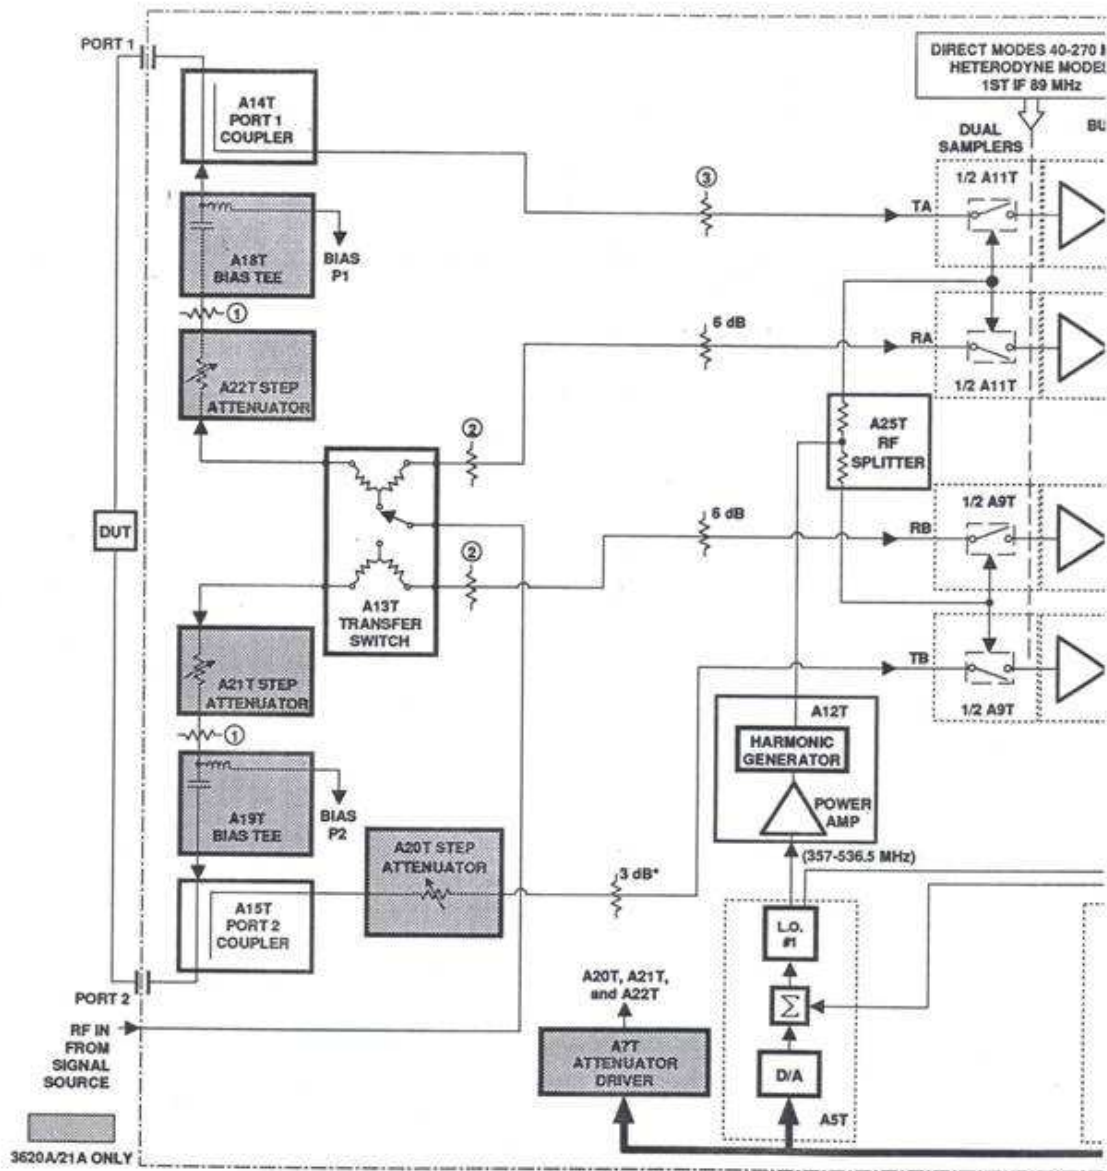 PORT 1
DIRECT MODES 40-270
HETERODYNE MODE
1ST IF 89 MHz
A14T
PORT 1
COUPLER
DUAL
SAMPLERS
BU
③
1/2 A11T
TA
A18T
BIAS TEE
BIAS
P1
①
6 dB
RA
1/2 A11T
A22T STEP
ATTENUATOR
A25T
RF
SPLITTER
②
6 dB
1/2 A9T
RB
DUT
②
A13T
TRANSFER
SWITCH
A21T STEP
ATTENUATOR
TB
1/2 A9T
①
A12T
HARMONIC
GENERATOR
POWER
AMP
A19T
BIAS TEE
BIAS
P2
A20T STEP
ATTENUATOR
(357-536.5 MHz)
3 dB*
A15T
PORT 2
COUPLER
L.O.
#1
PORT 2
A20T, A21T,
and A22T
Σ
RF IN
FROM
SIGNAL
SOURCE
A7T
ATTENUATOR
DRIVER
D/A
A5T
3620A/21A ONLY